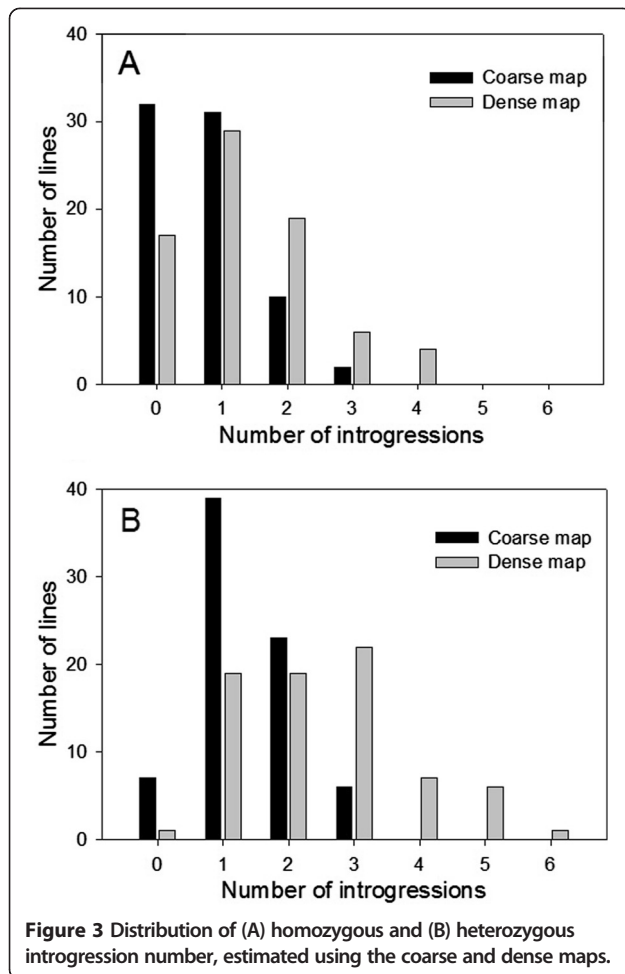 40
A
Coarse map
Dense map
30
20
10
0
Number of lines
0 1 2 3 4 5 6
Number of introgressions
40
B
Coarse map
Dense map
30
20
10
0
Number of lines
0 1 2 3 4 5 6
Number of introgressions
Figure 3 Distribution of (A) homozygous and (B) heterozygous
introgression number, estimated using the coarse and dense maps.